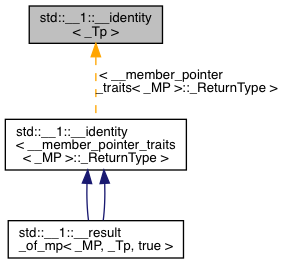 std::__1::__identity
< _Tp >
< __member_pointer
_traits< _MP >::_ReturnType >
std::__1::__identity
< __member_pointer_traits
< _MP >::_ReturnType >
std::__1::__result
_of_mp< _MP, _Tp, true >